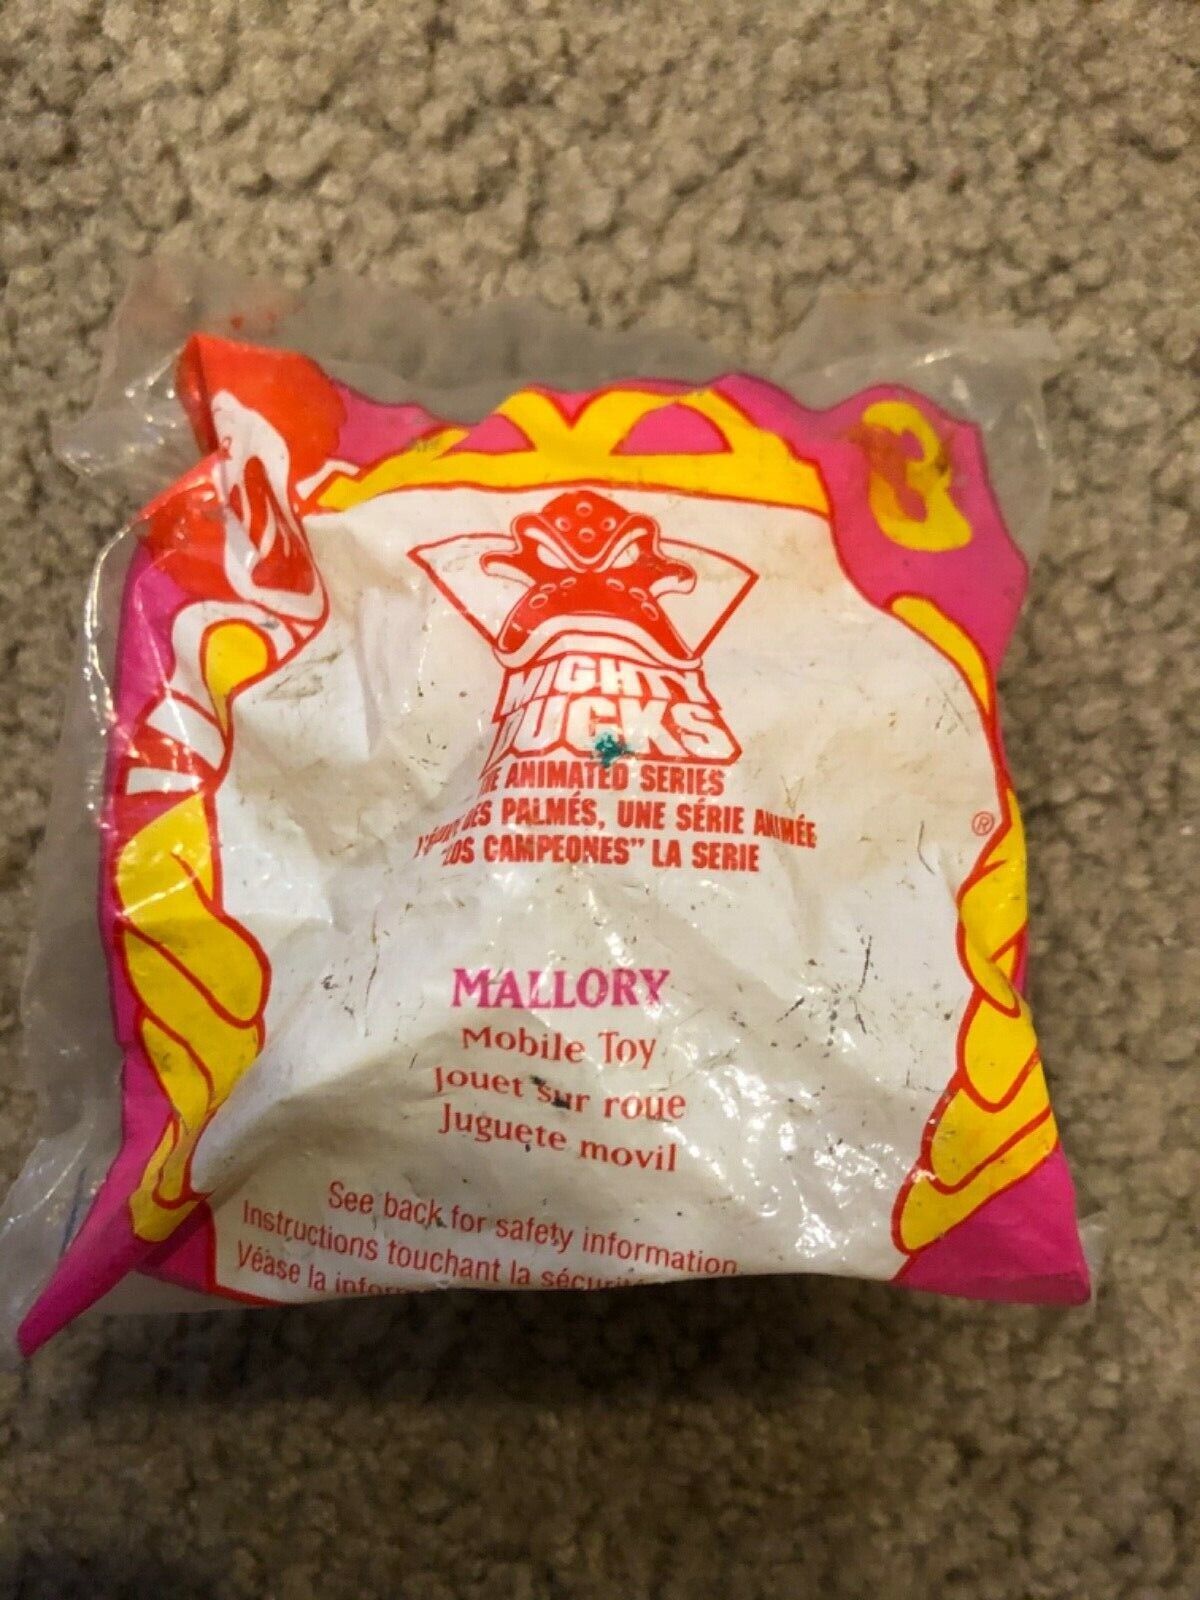 3
MIGHTY
DUCKS
THE ANIMATED SERIES
DES PALMÉS, UNE SÉRIE ANIMÉE
"LOS CAMPEONES" LA SERIE
®
MALLORY
Mobile Toy
Jouet sur roue
Juguete movil
See back for safety information.
Instructions touchant la sécurité
Véase la